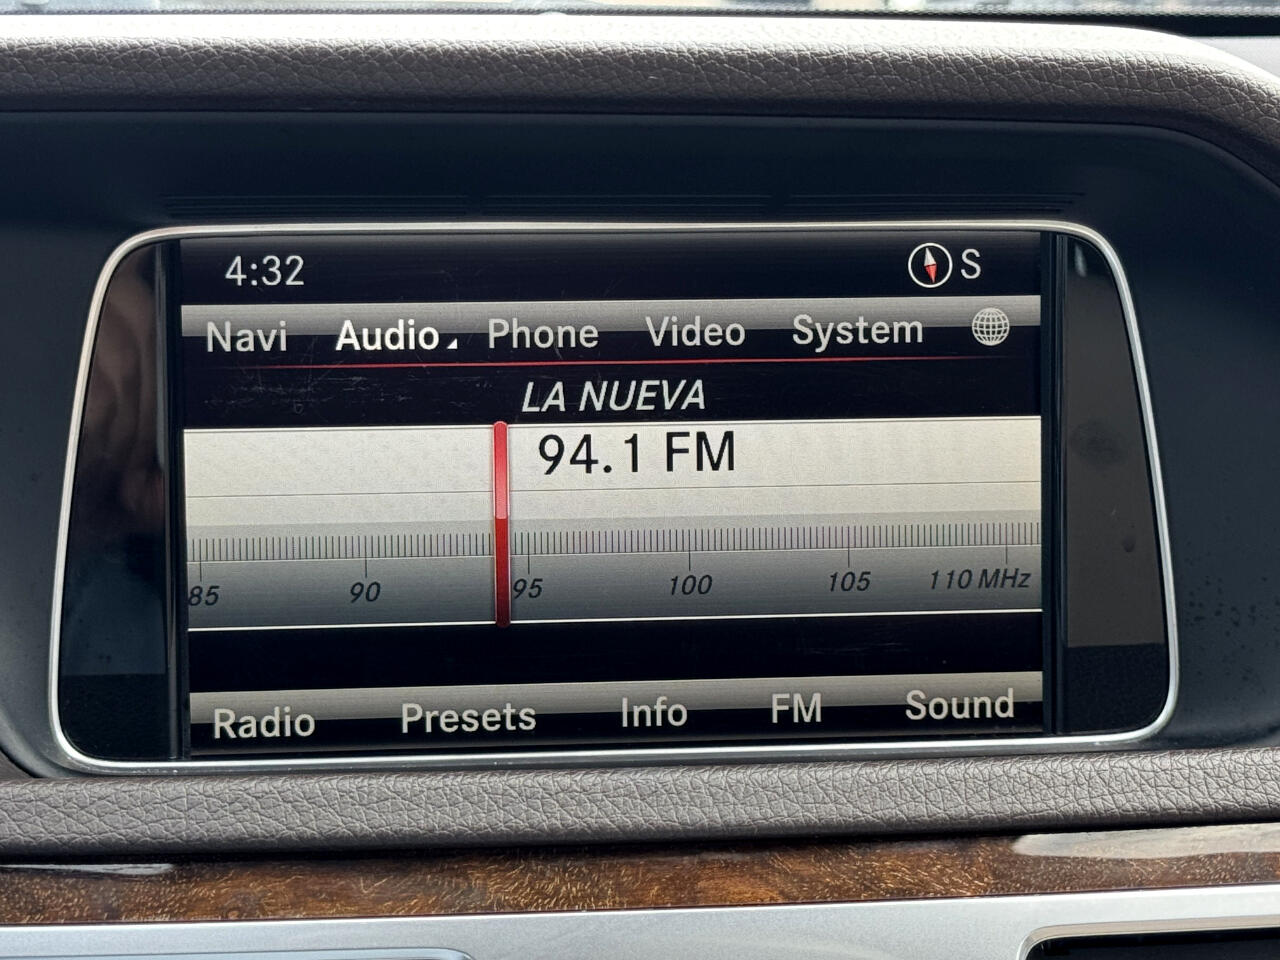 4:32 S
Navi Audio Phone Video System
LA NUEVA
94.1 FM
85 90 95 100 105 110 MHz
Radio Presets Info FM Sound